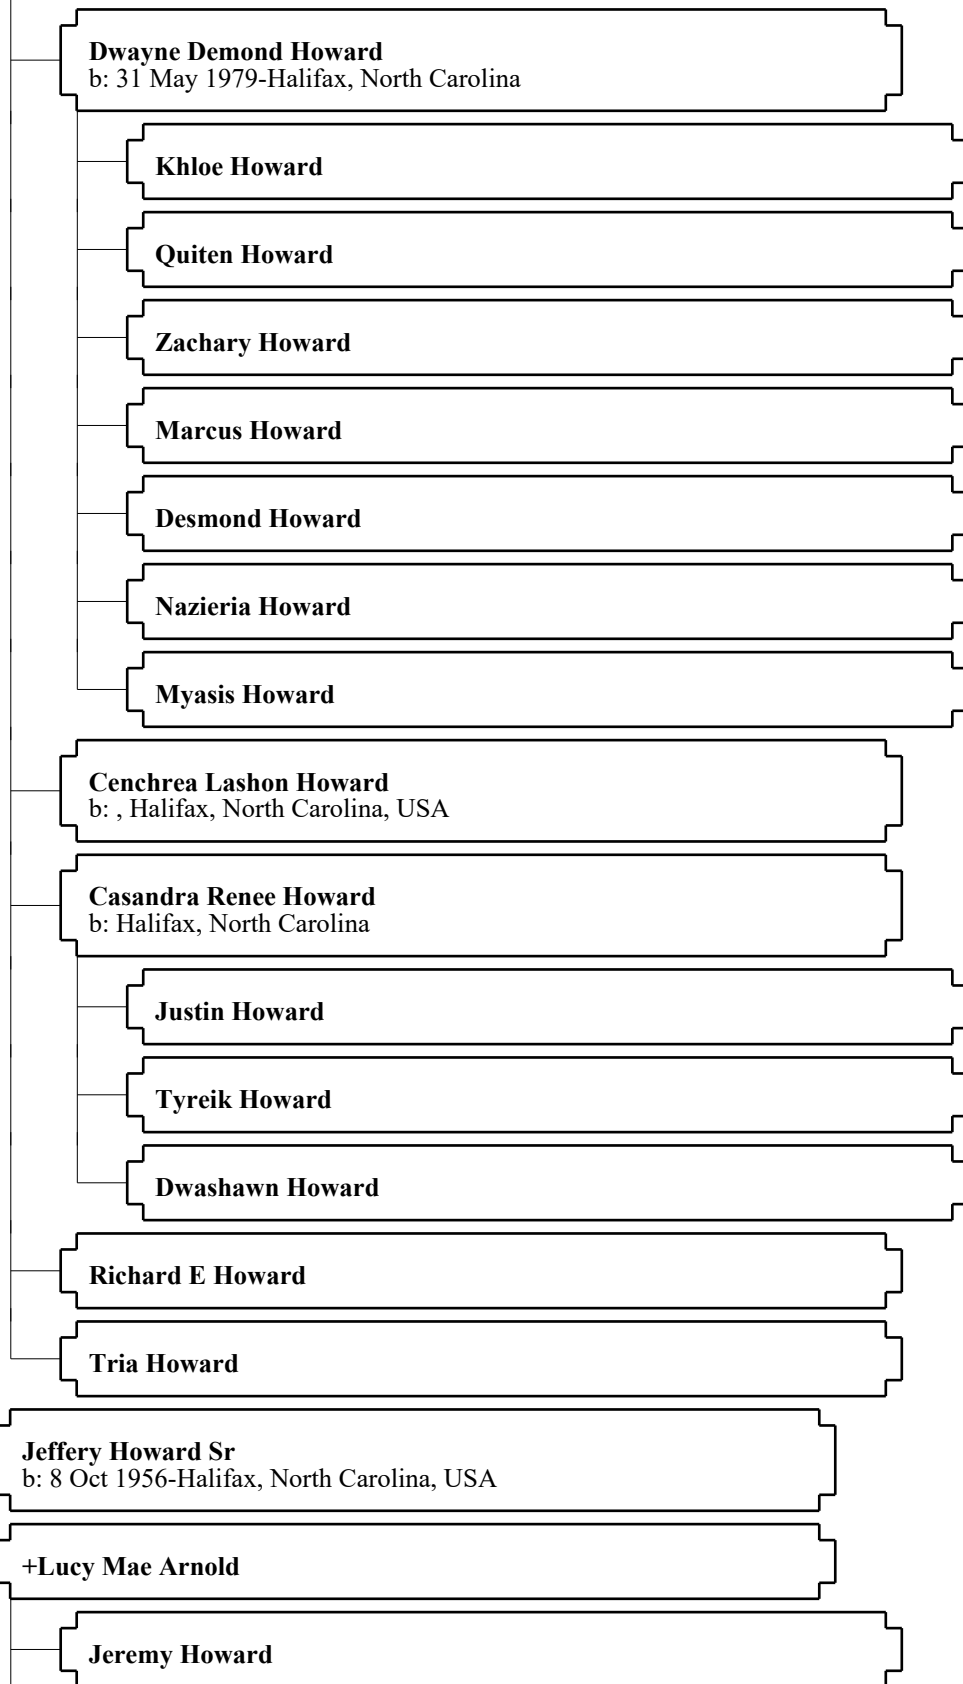 Dwayne Demond Howard
b: 31 May 1979-Halifax, North Carolina
Khloe Howard
Quiten Howard
Zachary Howard
Marcus Howard
Desmond Howard
Nazieria Howard
Myasis Howard
Cenchrea Lashon Howard
b: , Halifax, North Carolina, USA
Casandra Renee Howard
b: Halifax, North Carolina
Justin Howard
Tyreik Howard
Dwashawn Howard
Richard E Howard
Tria Howard
Jeffery Howard Sr
b: 8 Oct 1956-Halifax, North Carolina, USA
+Lucy Mae Arnold
Jeremy Howard